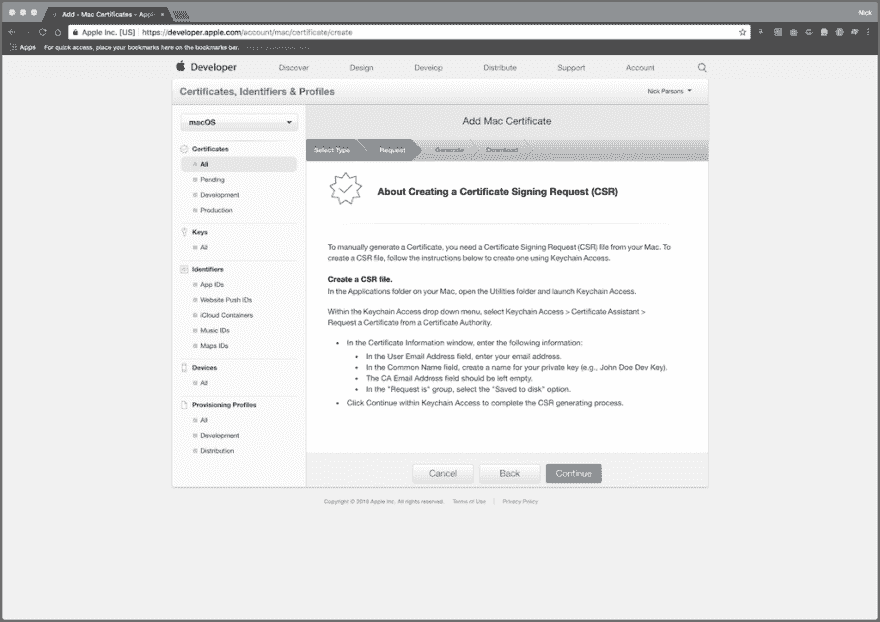 Add - Mac Certificates - Appl
Nick
Apple Inc. [US] https://developer.apple.com/account/mac/certificate/create
Apps For quick access, place your bookmarks here on the bookmarks bar.
Developer Discover Design Develop Distribute Support Account
Certificates, Identifiers & Profiles Nick Parsons
macOS
Add Mac Certificate
Select Type Request Generate Download
Certificates
All
Pending
Development
Production
Keys
All
Identifiers
App IDs
Website Push IDs
iCloud Containers
Music IDs
Maps IDs
Devices
All
Provisioning Profiles
All
Development
Distribution
About Creating a Certificate Signing Request (CSR)
To manually generate a Certificate, you need a Certificate Signing Request (CSR) file from your Mac. To
create a CSR file, follow the instructions below to create one using Keychain Access.
Create a CSR file.
In the Applications folder on your Mac, open the Utilities folder and launch Keychain Access.
Within the Keychain Access drop down menu, select Keychain Access > Certificate Assistant >
Request a Certificate from a Certificate Authority.
• In the Certificate Information window, enter the following information:
• In the User Email Address field, enter your email address.
• In the Common Name field, create a name for your private key (e.g., John Doe Dev Key).
• The CA Email Address field should be left empty.
• In the "Request is" group, select the "Saved to disk" option.
• Click Continue within Keychain Access to complete the CSR generating process.
Cancel Back Continue
Copyright © 2018 Apple Inc. All rights reserved. Terms of Use | Privacy Policy